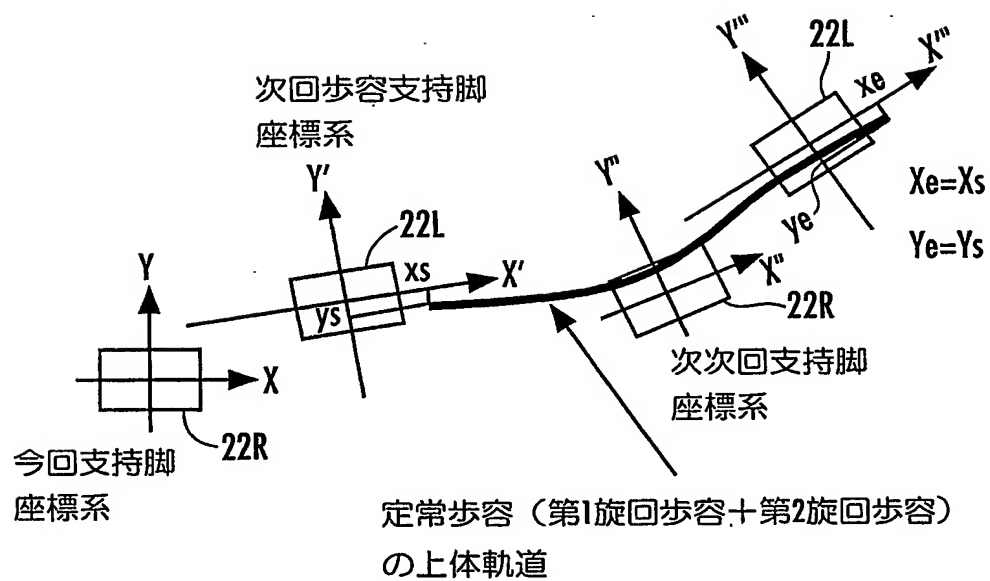 Y'''
22L
X'''
xe
次回歩容支持脚
座標系
Y'
22L
Y''
Xe=Xs
ye
Ye=Ys
Y
xs
X'
X''
ys
22R
X
次次回支持脚
座標系
22R
今回支持脚
座標系
定常歩容（第1旋回歩容＋第2旋回歩容）
の上体軌道